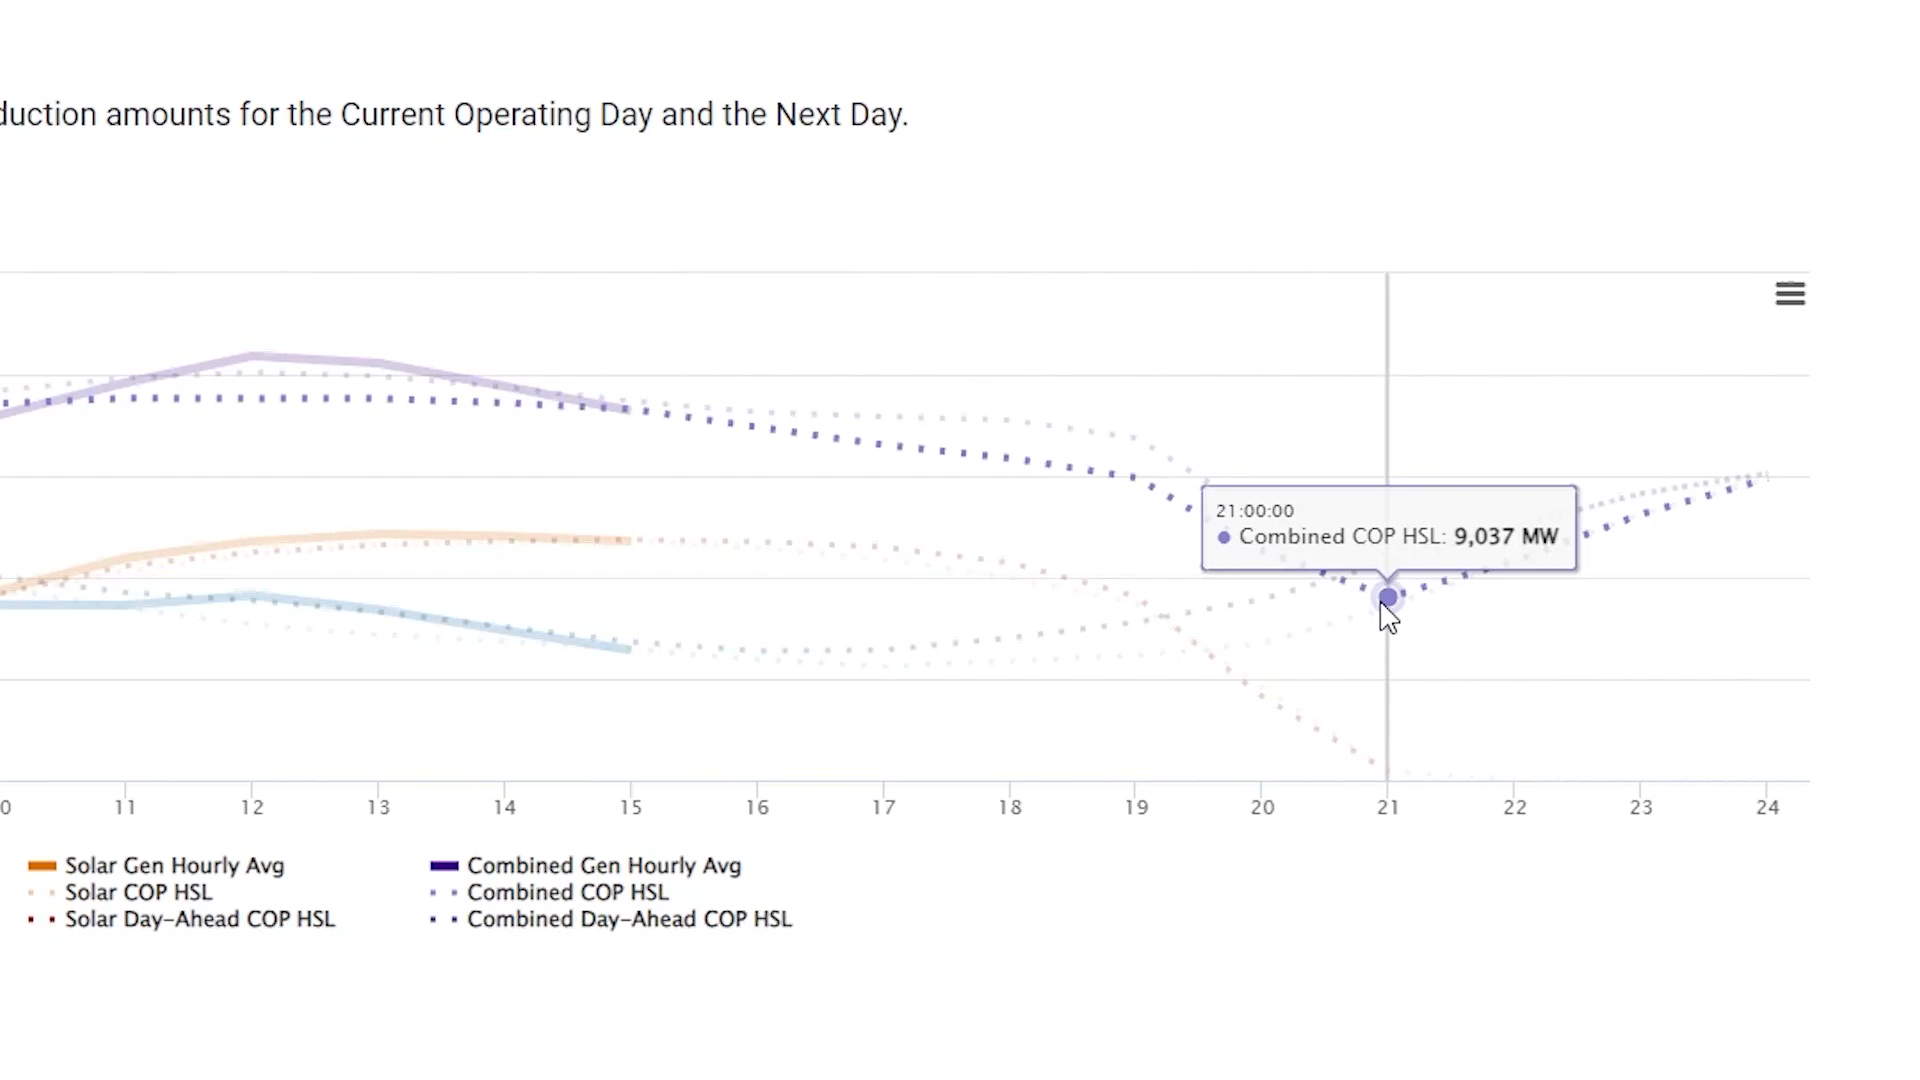 duction amounts for the Current Operating Day and the Next Day.
21:00:00
Combined COP HSL: 9,037 MW
0 11 12 13 14 15 16 17 18 19 20 21 22 23 24
Solar Gen Hourly Avg
Solar COP HSL
Solar Day-Ahead COP HSL
Combined Gen Hourly Avg
Combined COP HSL
Combined Day-Ahead COP HSL